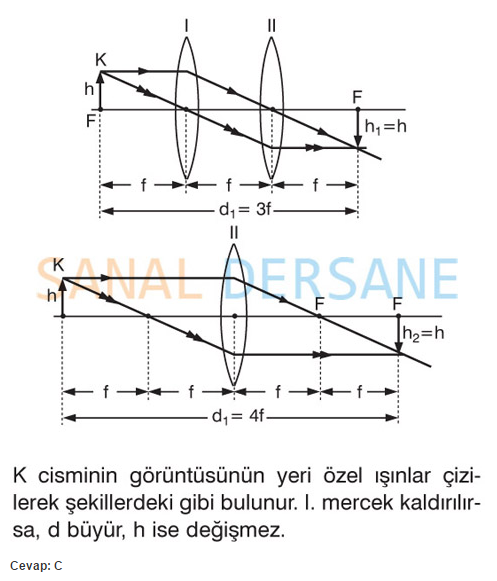 I II
K F
h
F h₁=h
f f f
d₁= 3f
SANAL DERSANE
II
K F F
h h₂=h
f f f f
d₁= 4f
K cisminin görüntüsünün yeri özel ışınlar çizi-
lerek şekillerdeki gibi bulunur. I. mercek kaldırılır-
sa, d büyür, h ise değişmez.
Cevap: C